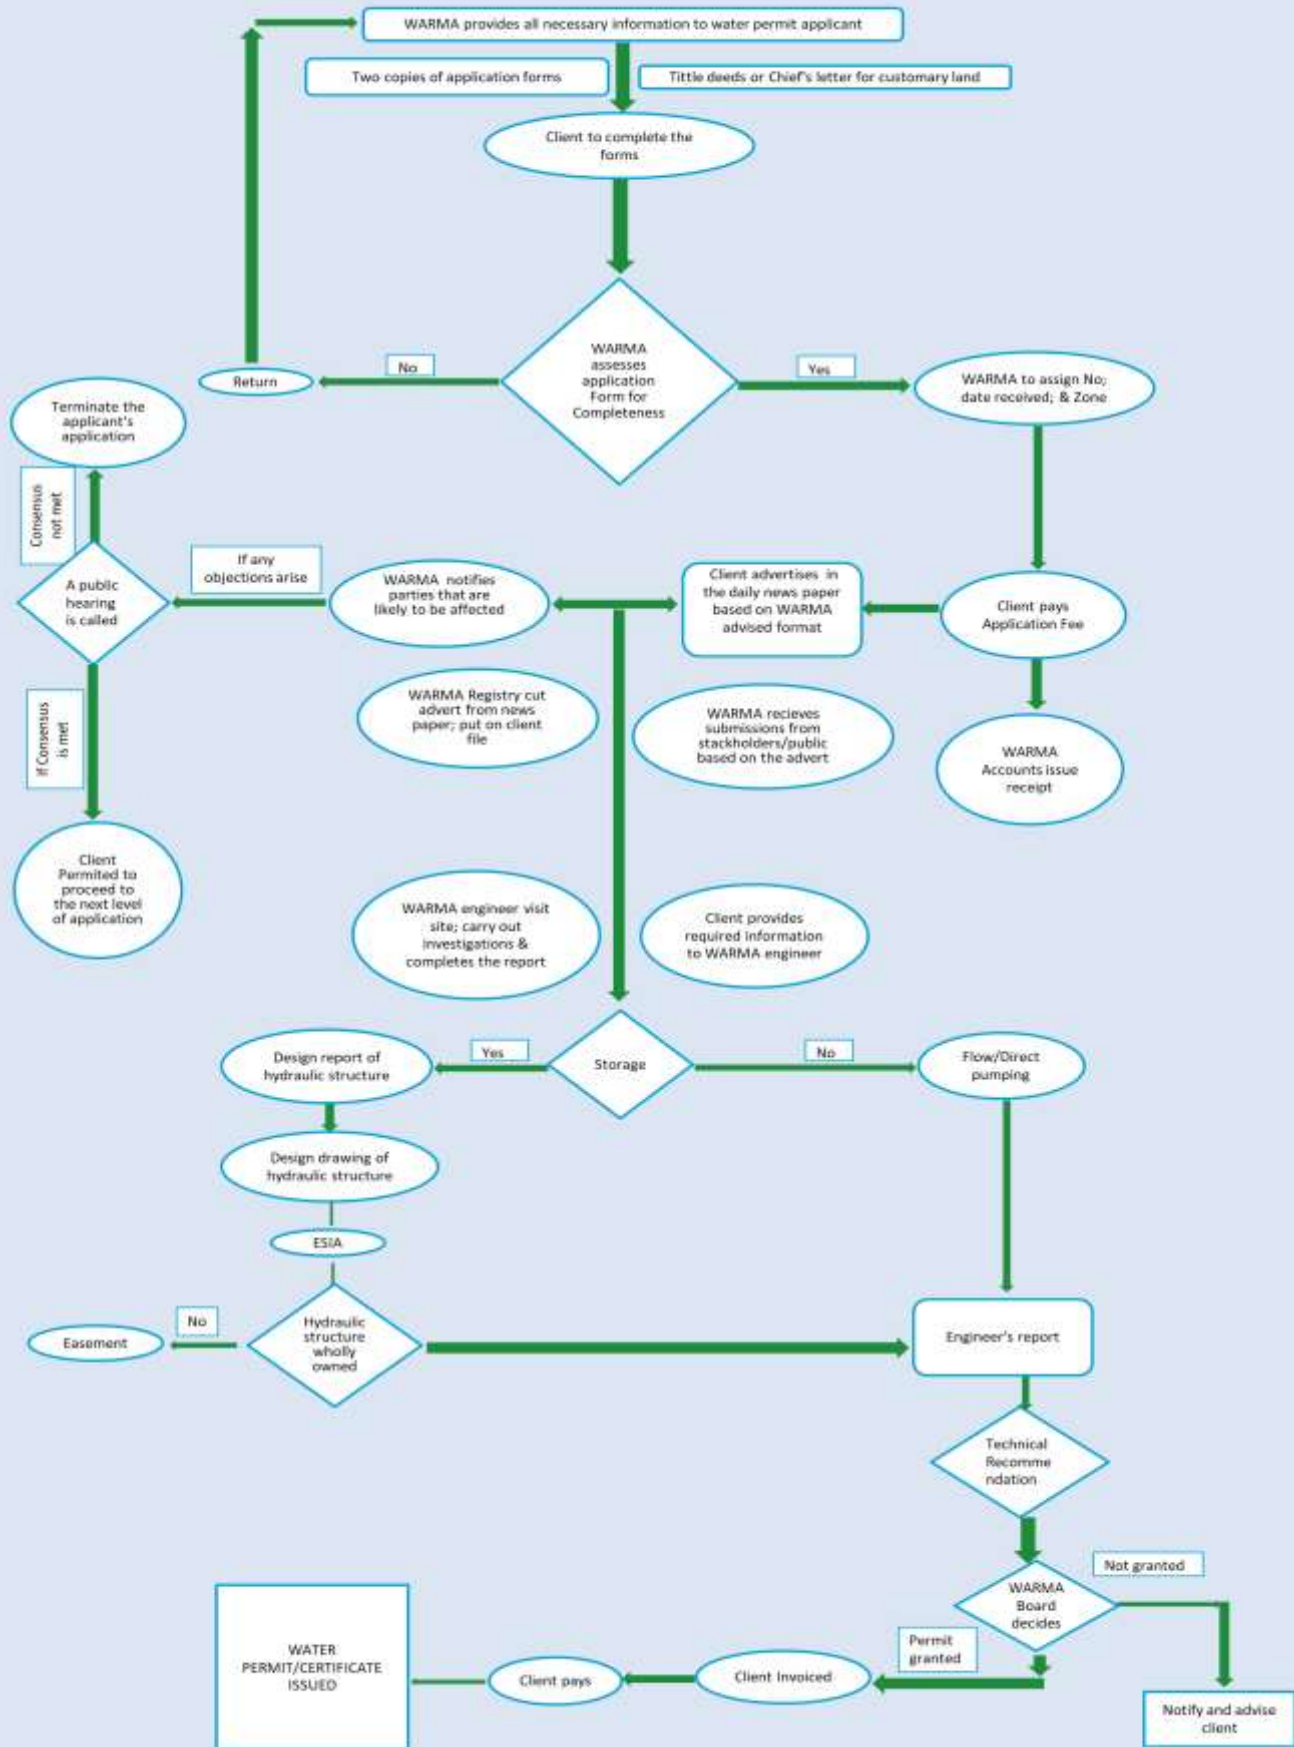 WARMA provides all necessary information to water permit applicant
Two copies of application forms
Tittle deeds or Chief's letter for customary land
Client to complete the
forms
WARMA
assesses
application
Form for
Completeness
No
Return
Yes
WARMA to assign No;
date received; & Zone
Terminate the
applicant's
application
Consensus
not met
A public
hearing
is called
If any
objections arise
WARMA notifies
parties that are
likely to be affected
Client advertises in
the daily news paper
based on WARMA
advised format
Client pays
Application Fee
WARMA Registry cut
advert from news
paper; put on client
file
WARMA recieves
submissions from
stackholders/public
based on the advert
WARMA
Accounts issue
receipt
If Consensus
is met
Client
Permited to
proceed to
the next level
of application
WARMA engineer visit
site; carry out
investigations &
completes the report
Client provides
required information
to WARMA engineer
Storage
Yes
Design report of
hydraulic structure
No
Flow/Direct
pumping
Design drawing of
hydraulic structure
ESIA
Hydraulic
structure
wholly
owned
No
Easement
Engineer's report
Technical
Recomme
ndation
WARMA
Board
decides
Not granted
Permit
granted
Client Invoiced
Client pays
WATER
PERMIT/CERTIFICATE
ISSUED
Notify and advise
client